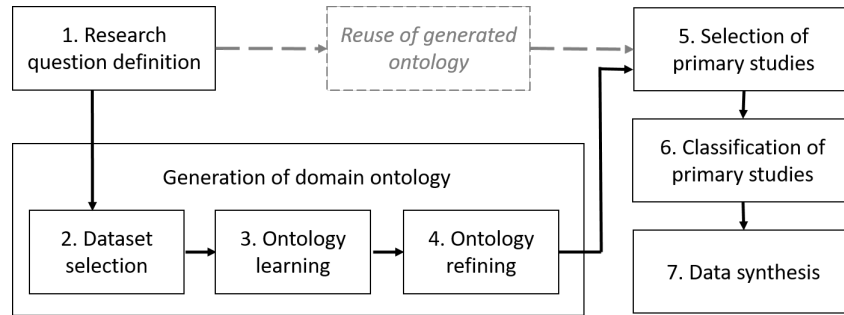 1. Research
question definition
Reuse of generated
ontology
5. Selection of
primary studies
Generation of domain ontology
2. Dataset
selection
3. Ontology
learning
4. Ontology
refining
6. Classification of
primary studies
7. Data synthesis